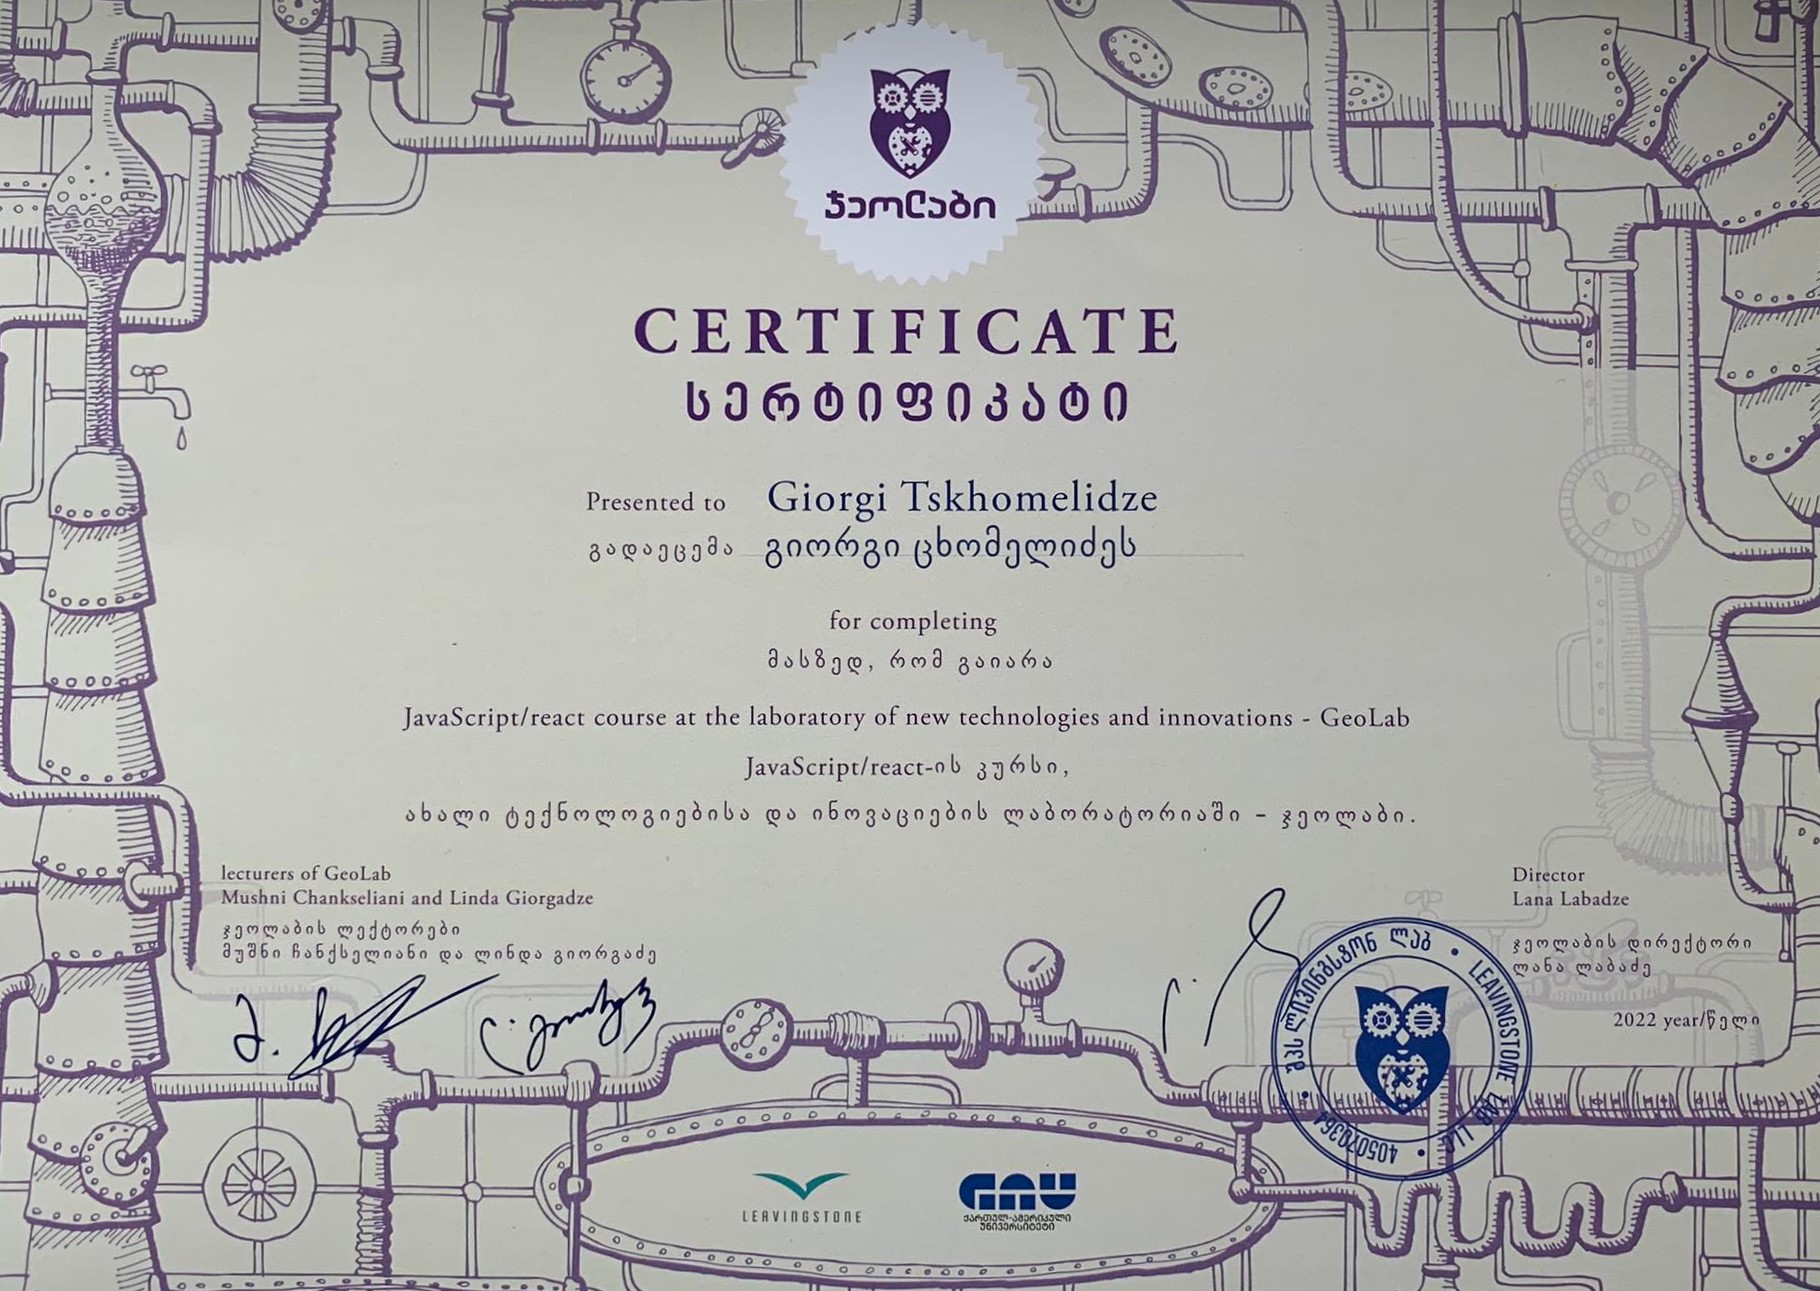 ჯეოლაბი
CERTIFICATE
სერტიფიკატი
Presented to Giorgi Tskhomelidze
გადაეცემა გიორგი ცხომელიძეს
for completing
მასზედ, რომ გაიარა
JavaScript/react course at the laboratory of new technologies and innovations - GeoLab
JavaScript/react-ის კურსი,
ახალი ტექნოლოგიებისა და ინოვაციების ლაბორატორიაში – ჯეოლაბი.
lecturers of GeoLab
Mushni Chankseliani and Linda Giorgadze
ჯეოლაბის ლექტორები
მუშნი ჩანქსელიანი და ლინდა გიორგაძე
Director
Lana Labadze
ჯეოლაბის დირექტორი
ლანა ლაბაძე
2022 year/წელი
შპს ლივინგსტონ ლაბ • LEAVINGSTONE LAB LLC • 405070364 •
LEAVINGSTONE
GAU
ქართულ-ამერიკული
უნივერსიტეტი